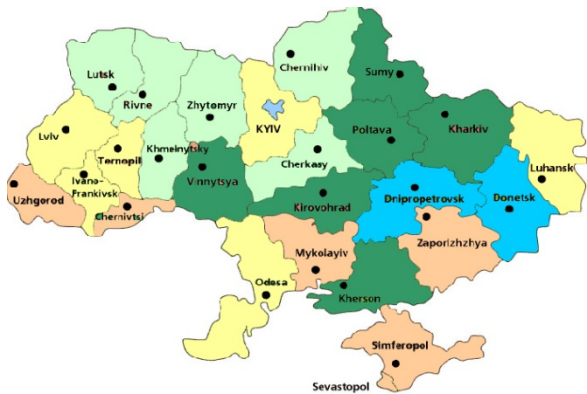 Chernihiv
Sumy
Lutsk
Rivne
Zhytomyr
KYIV
Lviv
Ternopil
Khmelnytsky
Poltava
Kharkiv
Cherkasy
Ivano-
Frankivsk
Vinnytsya
Luhansk
Uzhgorod
Chernivtsi
Kirovohrad
Dnipropetrovsk
Donetsk
Mykolayiv
Zaporizhzhya
Odesa
Kherson
Simferopol
Sevastopol